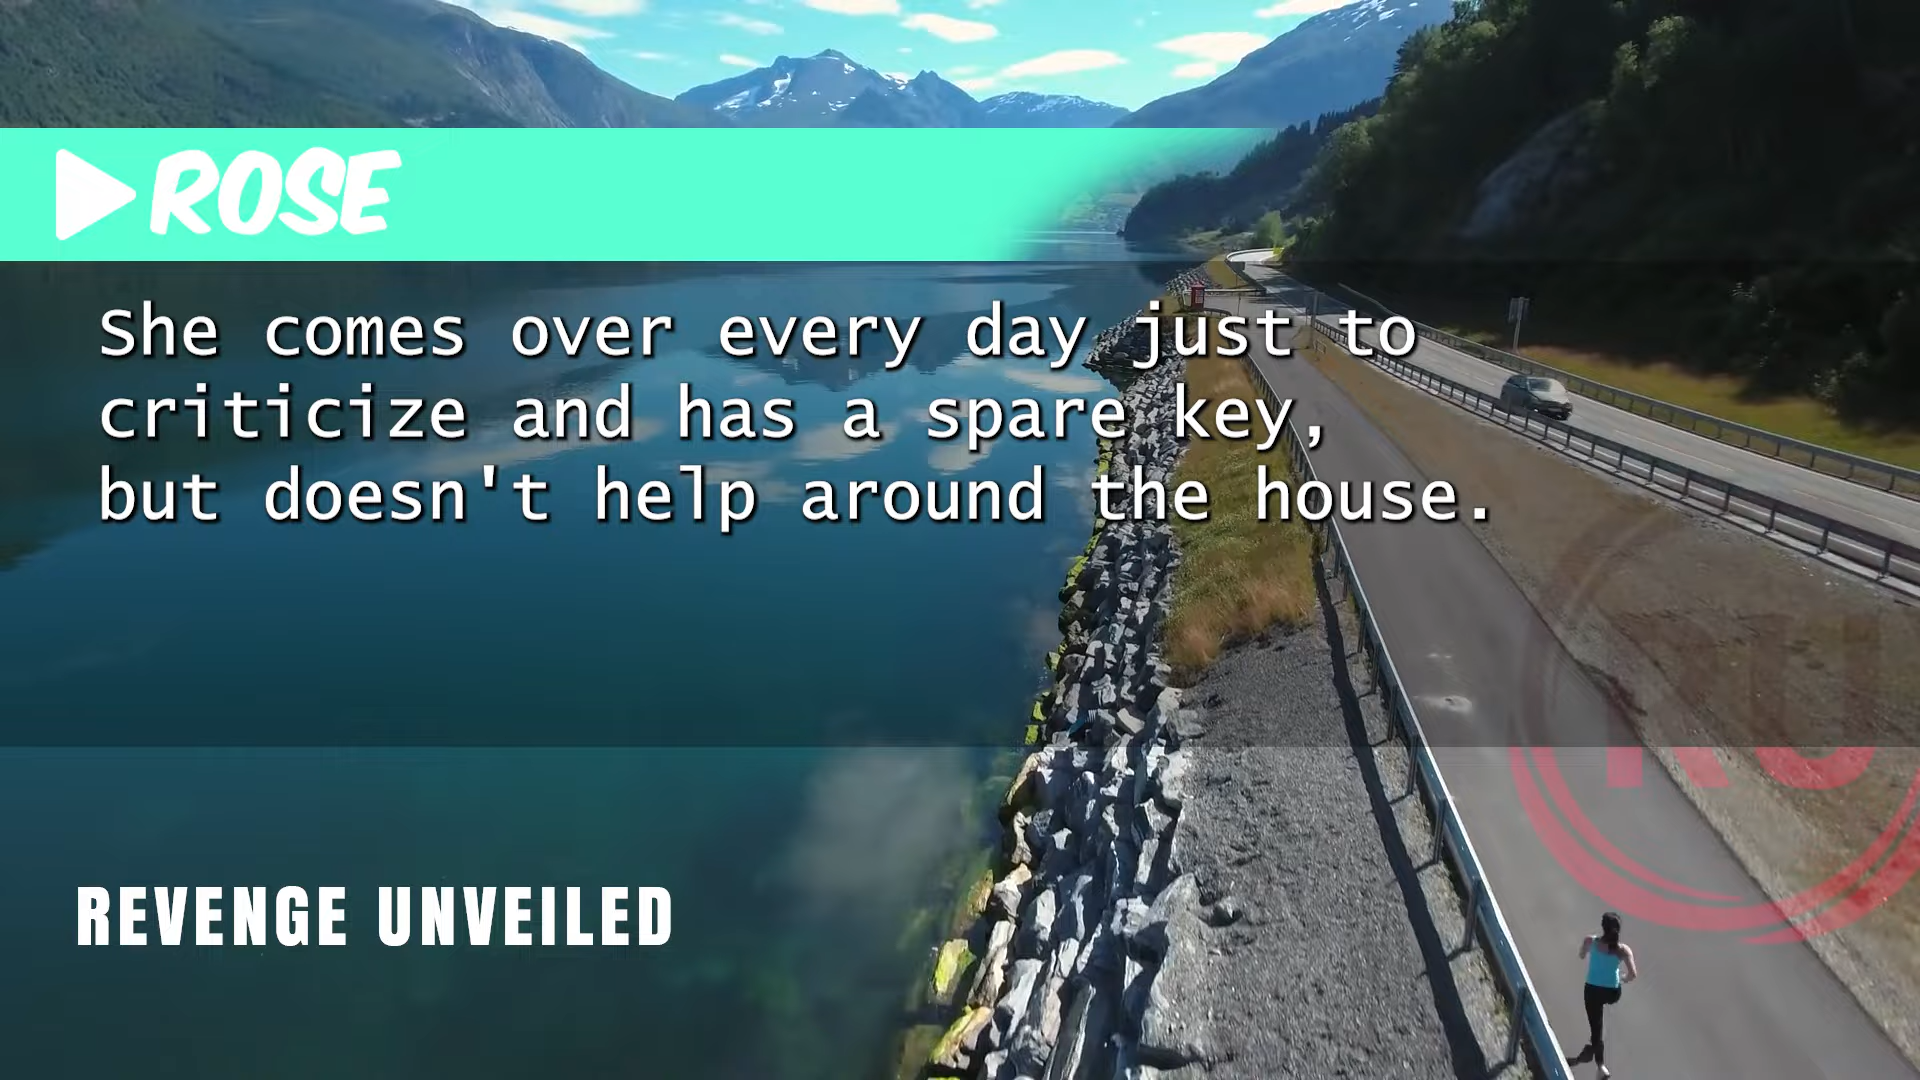 ROSE
She comes over every day just to
criticize and has a spare key,
but doesn't help around the house.
RU
REVENGE UNVEILED